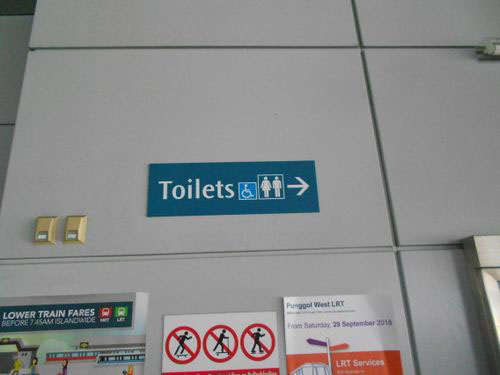 Toilets
LOWER TRAIN FARES
BEFORE 7.45AM ISLANDWIDE
MRT LRT
Punggol West LRT
From Saturday, 29 September 2018
LRT Services